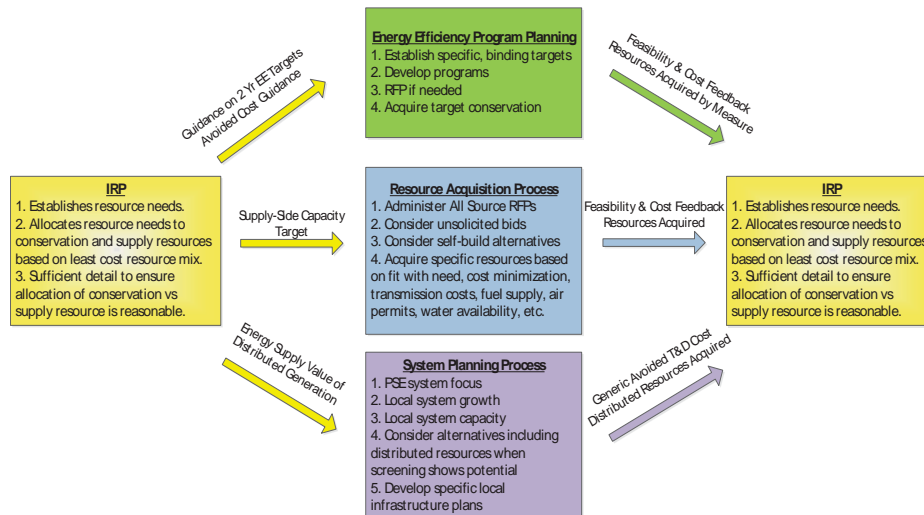 Energy Efficiency Program Planning
1. Establish specific, binding targets
2. Develop programs
3. RFP if needed
4. Acquire target conservation
Guidance on 2 Yr EE Targets
Avoided Cost Guidance
Feasibility & Cost Feedback
Resources Acquired by Measure
IRP
1. Establishes resource needs.
2. Allocates resource needs to
conservation and supply resources
based on least cost resource mix.
3. Sufficient detail to ensure
allocation of conservation vs
supply resource is reasonable.
Supply-Side Capacity
Target
Resource Acquisition Process
1. Administer All Source RFPs
2. Consider unsolicited bids
3. Consider self-build alternatives
4. Acquire specific resources based
on fit with need, cost minimization,
transmission costs, fuel supply, air
permits, water availability, etc.
Feasibility & Cost Feedback
Resources Acquired
IRP
1. Establishes resource needs.
2. Allocates resource needs to
conservation and supply resources
based on least cost resource mix.
3. Sufficient detail to ensure
allocation of conservation vs
supply resource is reasonable.
Energy Supply Value of
Distributed Generation
System Planning Process
1. PSE system focus
2. Local system growth
3. Local system capacity
4. Consider alternatives including
distributed resources when
screening shows potential
5. Develop specific local
infrastructure plans
Generic Avoided T&D Cost
Distributed Resources Acquired